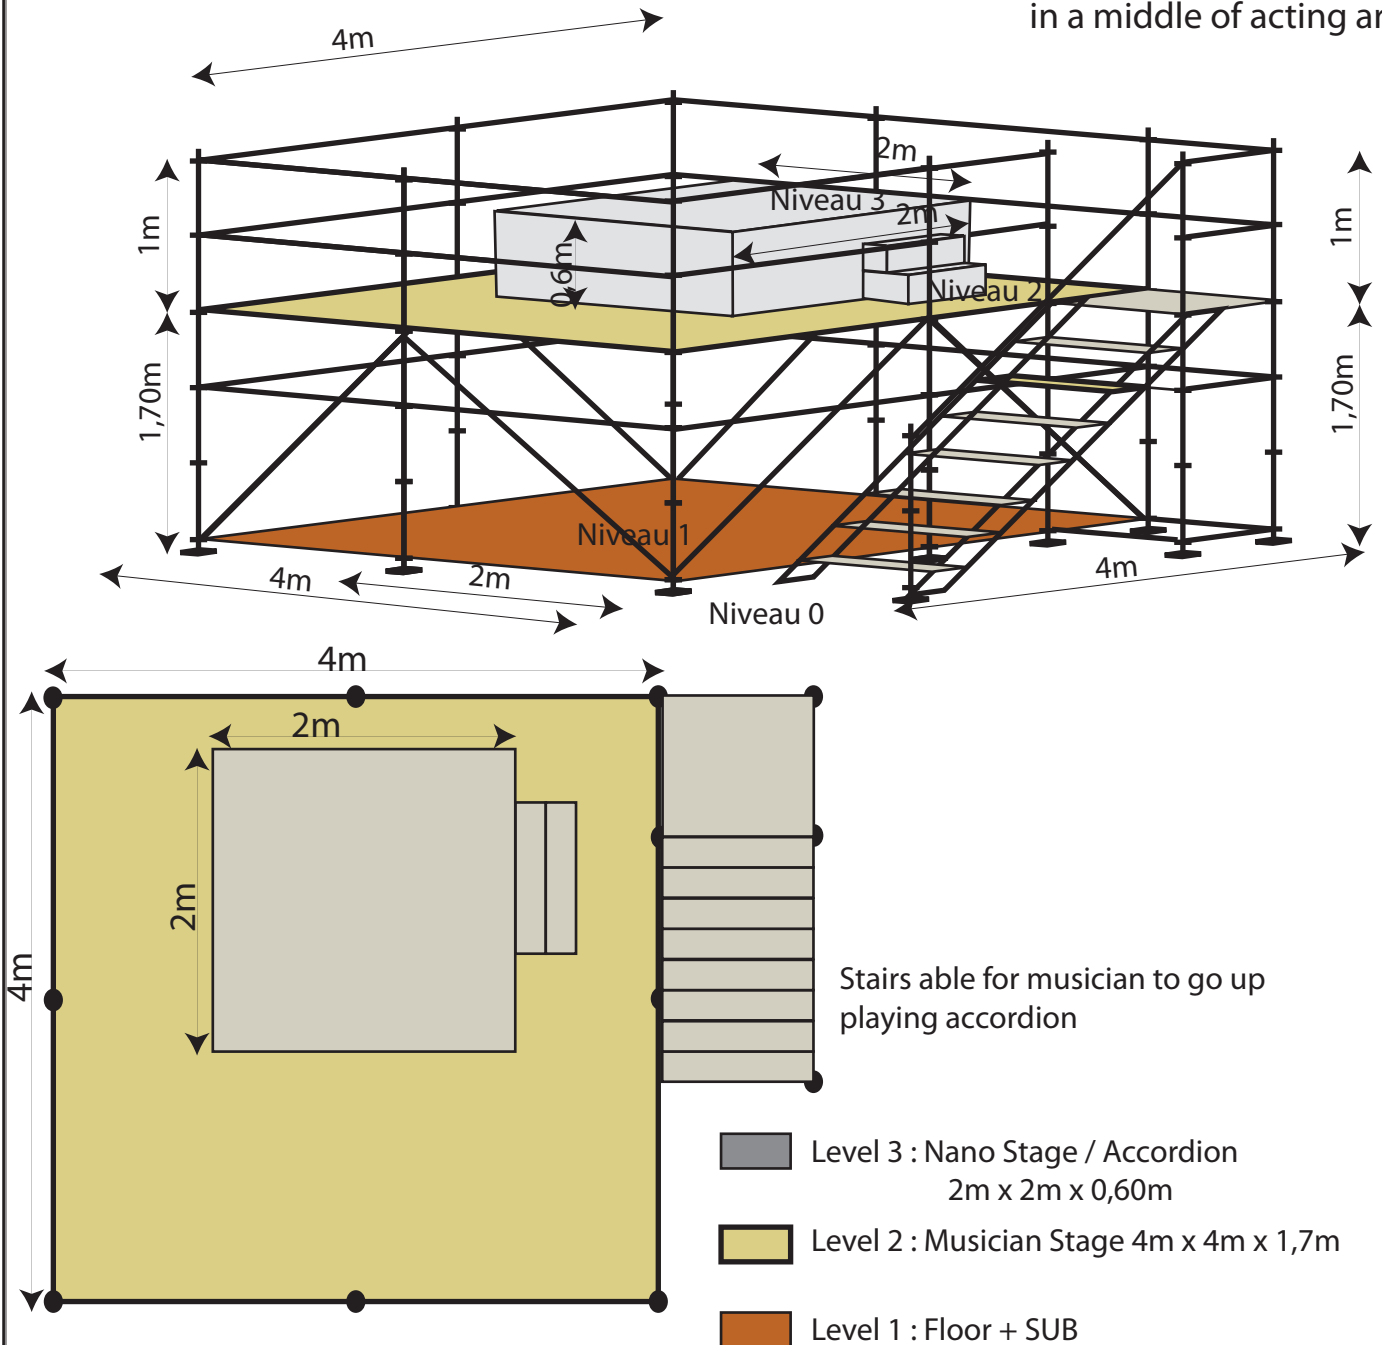 in a middle of acting
4m
2m
Niveau 3
2m
1m
1m
0,6m
Niveau 2
1,70m
1,70m
Niveau 1
4m
2m
4m
Niveau 0
4m
2m
2m
4m
Stairs able for musician to go up
playing accordion
Level 3 : Nano Stage / Accordion
2m x 2m x 0,60m
Level 2 : Musician Stage 4m x 4m x 1,7m
Level 1 : Floor + SUB